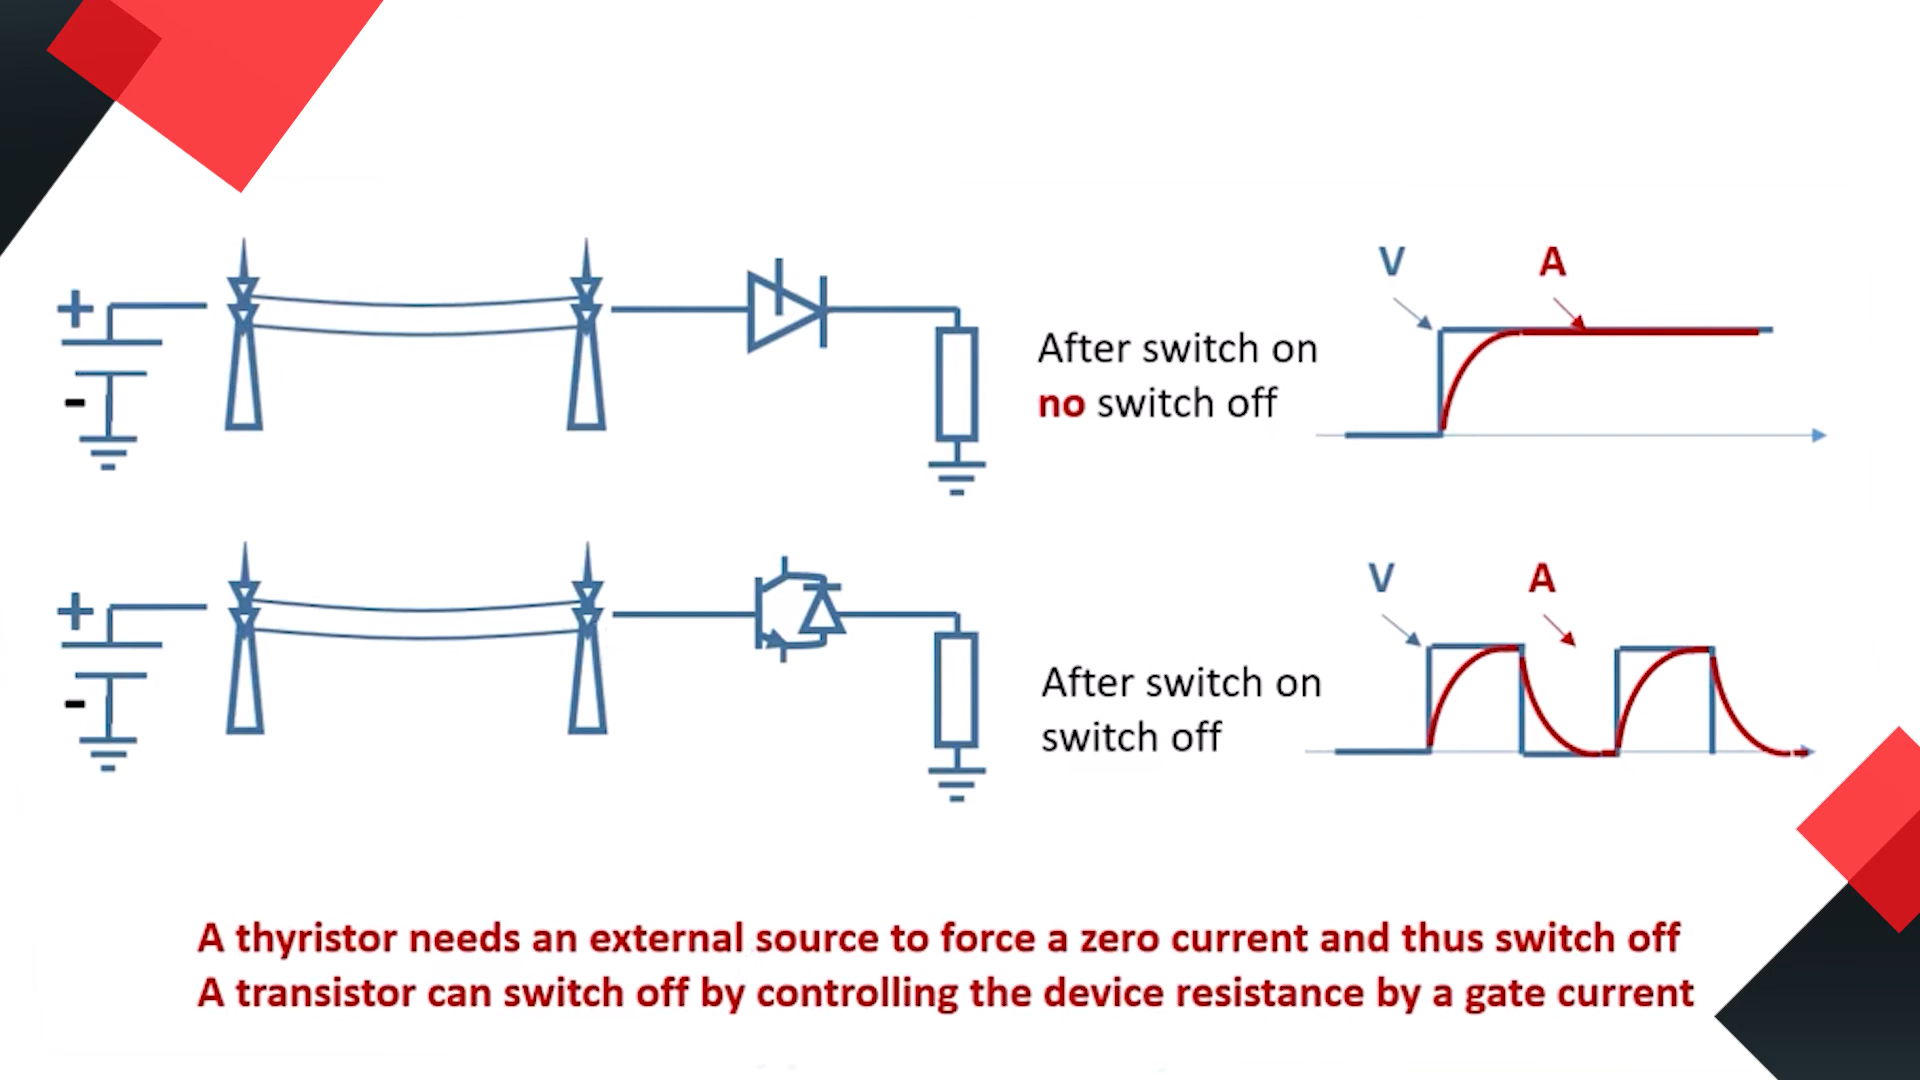 V A
+
-
After switch on
no switch off
V A
+
-
After switch on
switch off
A thyristor needs an external source to force a zero current and thus switch off
A transistor can switch off by controlling the device resistance by a gate current